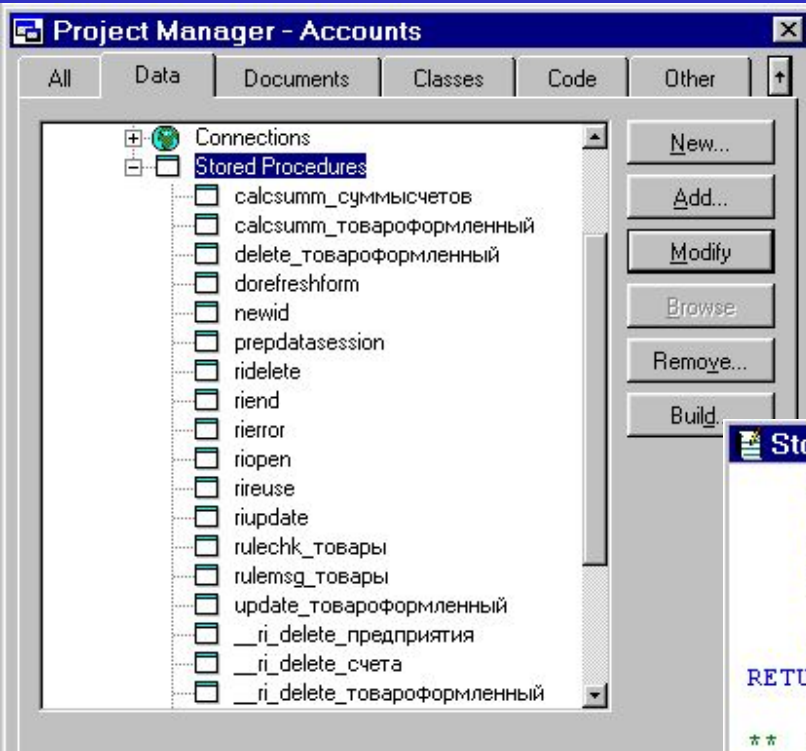 Project Manager - Accounts
All Data Documents Classes Code Other
Connections
Stored Procedures
calcsumm_суммысчетов
calcsumm_товароформленный
delete_товароформленный
dorefreshform
newid
prepdatasession
ridelete
riend
rierror
riopen
rireuse
riupdate
rulechk_товары
rulemsg_товары
update_товароформленный
__ri_delete_предприятия
__ri_delete_счета
__ri_delete_товароформленный
New...
Add...
Modify
Browse
Remove...
Build...
Sto
RETU
**